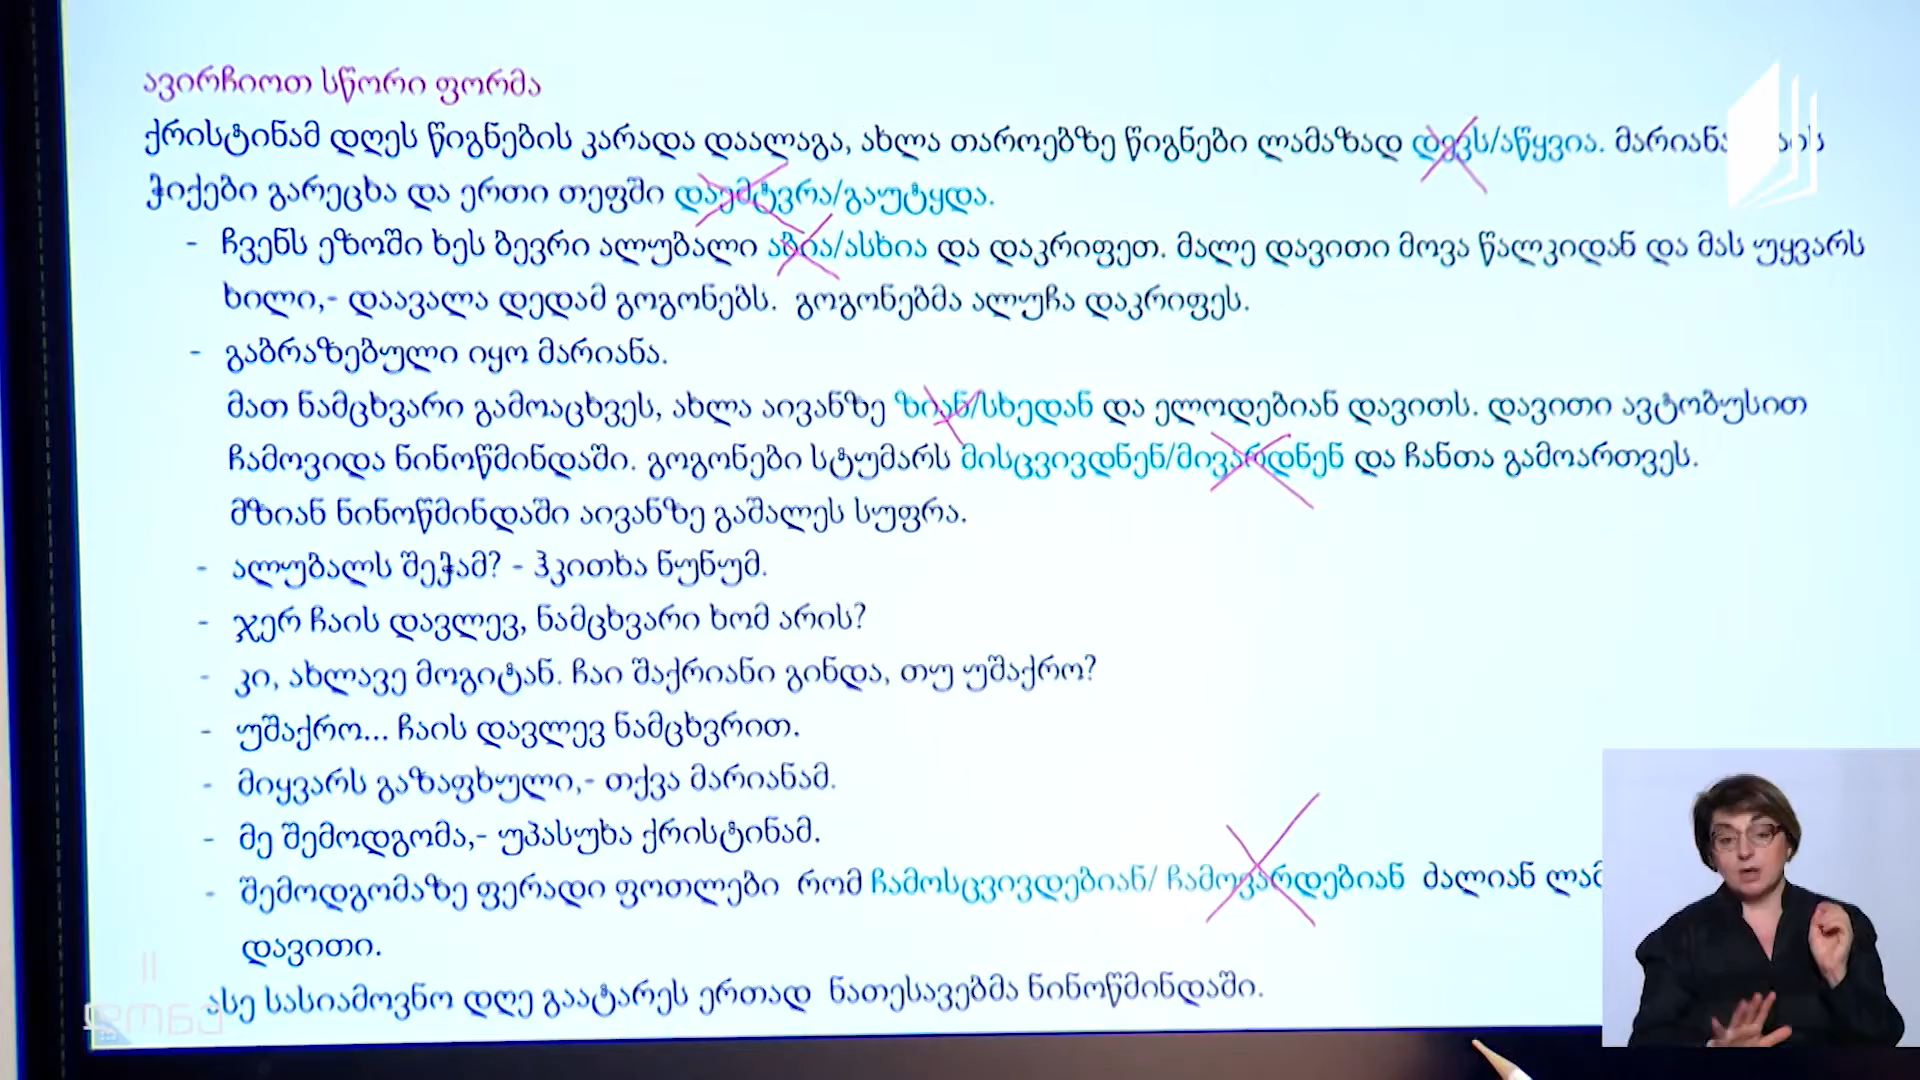 ავირჩიოთ სწორი ფორმა
ქრისტინამ დღეს წიგნების კარადა დაალაგა, ახლა თაროებზე წიგნები ლამაზად დევს/აწყვია.
ჭიქები გარეცხა და ერთი თეფში დაემტვრა/გაუტყდა.
- ჩვენს ეზოში ხეს ბევრი ალუბალი აბია/ასხია და დაკრიფეთ. მალე დავითი მოვა წალკიდან და მას უყვარს
ხილი,- დაავალა დედამ გოგონებს. გოგონებმა ალუჩა დაკრიფეს.
- გაბრაზებული იყო მარიანა.
მათ ნამცხვარი გამოაცხვეს, ახლა აივანზე ზიან/სხედან და ელოდებიან დავითს. დავითი ავტობუსით
ჩამოვიდა ნინოწმინდაში. გოგონები სტუმარს მისცვივდნენ/მივარდნენ და ჩანთა გამოართვეს.
მზიან ნინოწმინდაში აივანზე გაშალეს სუფრა.
- ალუბალს შეჭამ? - ჰკითხა ნუნუმ.
- ჯერ ჩაის დავლევ, ნამცხვარი ხომ არის?
- კი, ახლავე მოგიტან. ჩაი შაქრიანი გინდა, თუ უშაქრო?
- უშაქრო... ჩაის დავლევ ნამცხვრით.
- მიყვარს გაზაფხული,- თქვა მარიანამ.
- მე შემოდგომა,- უპასუხა ქრისტინამ.
- შემოდგომაზე ფერადი ფოთლები რომ ჩამოსცვივდებიან/ ჩამოვარდებიან ძალიან
დავითი.
ასე სასიამოვნო დღე გაატარეს ერთად ნათესავებმა ნინოწმინდაში.
II
დონე